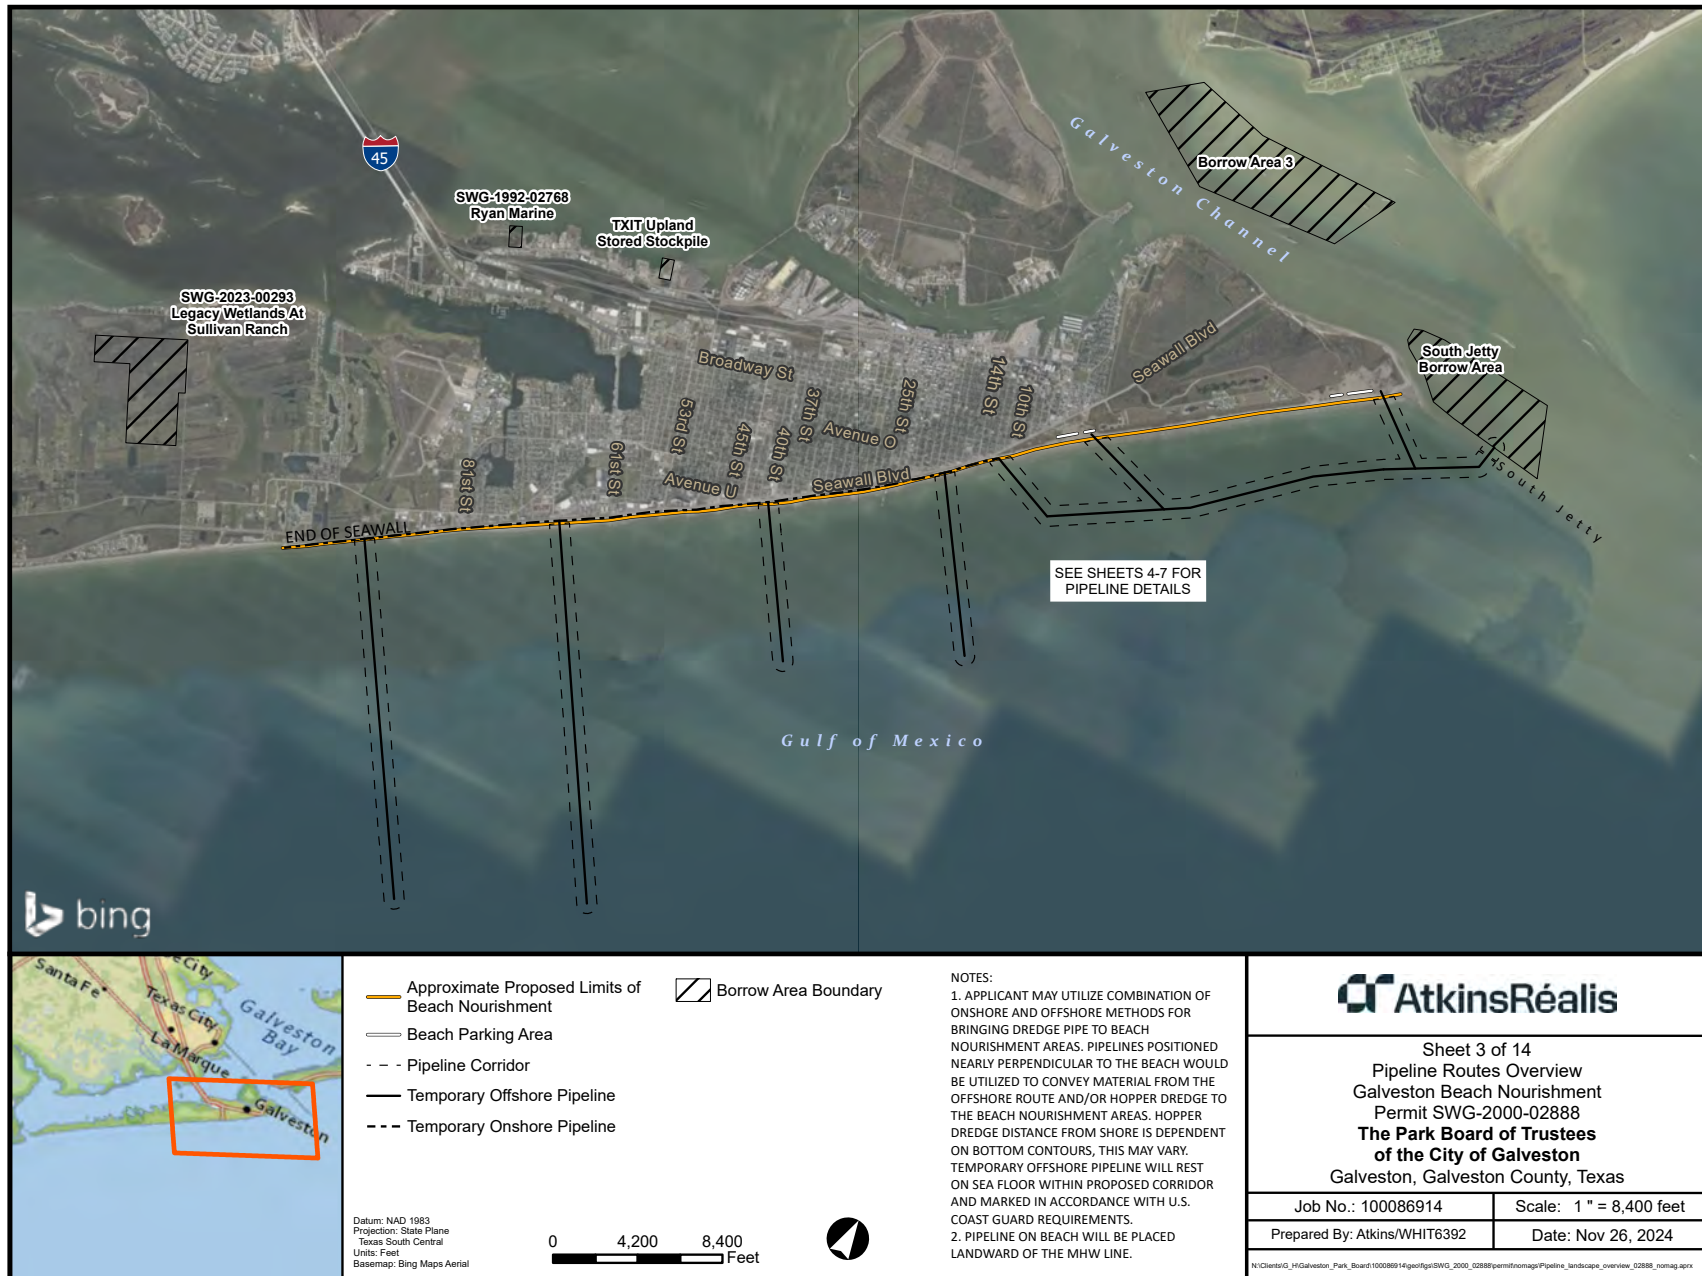 45
SWG-1992-02768
Ryan Marine
TXIT Upland
Stored Stockpile
SWG-2023-00293
Legacy Wetlands At
Sullivan Ranch
Galveston Channel
Borrow Area 3
South Jetty
Borrow Area
South Jetty
Broadway St
Seawall Blvd
14th St
10th St
25th St
37th St
Avenue O
53rd St
45th St
40th St
61st St
81st St
Avenue U
Seawall Blvd
END OF SEAWALL
SEE SHEETS 4-7 FOR
PIPELINE DETAILS
Gulf of Mexico
bing
Santa Fe
City
Texas City
La Marque
Galveston
Bay
Galveston
Approximate Proposed Limits of
Beach Nourishment
Beach Parking Area
Pipeline Corridor
Temporary Offshore Pipeline
Temporary Onshore Pipeline
Borrow Area Boundary
Datum: NAD 1983
Projection: State Plane
Texas South Central
Units: Feet
Basemap: Bing Maps Aerial
0 4,200 8,400
Feet
NOTES:
1. APPLICANT MAY UTILIZE COMBINATION OF
ONSHORE AND OFFSHORE METHODS FOR
BRINGING DREDGE PIPE TO BEACH
NOURISHMENT AREAS. PIPELINES POSITIONED
NEARLY PERPENDICULAR TO THE BEACH WOULD
BE UTILIZED TO CONVEY MATERIAL FROM THE
OFFSHORE ROUTE AND/OR HOPPER DREDGE TO
THE BEACH NOURISHMENT AREAS. HOPPER
DREDGE DISTANCE FROM SHORE IS DEPENDENT
ON BOTTOM CONTOURS, THIS MAY VARY.
TEMPORARY OFFSHORE PIPELINE WILL REST
ON SEA FLOOR WITHIN PROPOSED CORRIDOR
AND MARKED IN ACCORDANCE WITH U.S.
COAST GUARD REQUIREMENTS.
2. PIPELINE ON BEACH WILL BE PLACED
LANDWARD OF THE MHW LINE.
AtkinsRéalis
Sheet 3 of 14
Pipeline Routes Overview
Galveston Beach Nourishment
Permit SWG-2000-02888
The Park Board of Trustees
of the City of Galveston
Galveston, Galveston County, Texas
Job No.: 100086914
Scale: 1 " = 8,400 feet
Prepared By: Atkins/WHIT6392
Date: Nov 26, 2024
N:\Clients\G_H\Galveston_Park_Board\100086914\geo\figs\SWG_2000_02888\permit\nomags\Pipeline_landscape_overview_02888_nomag.aprx